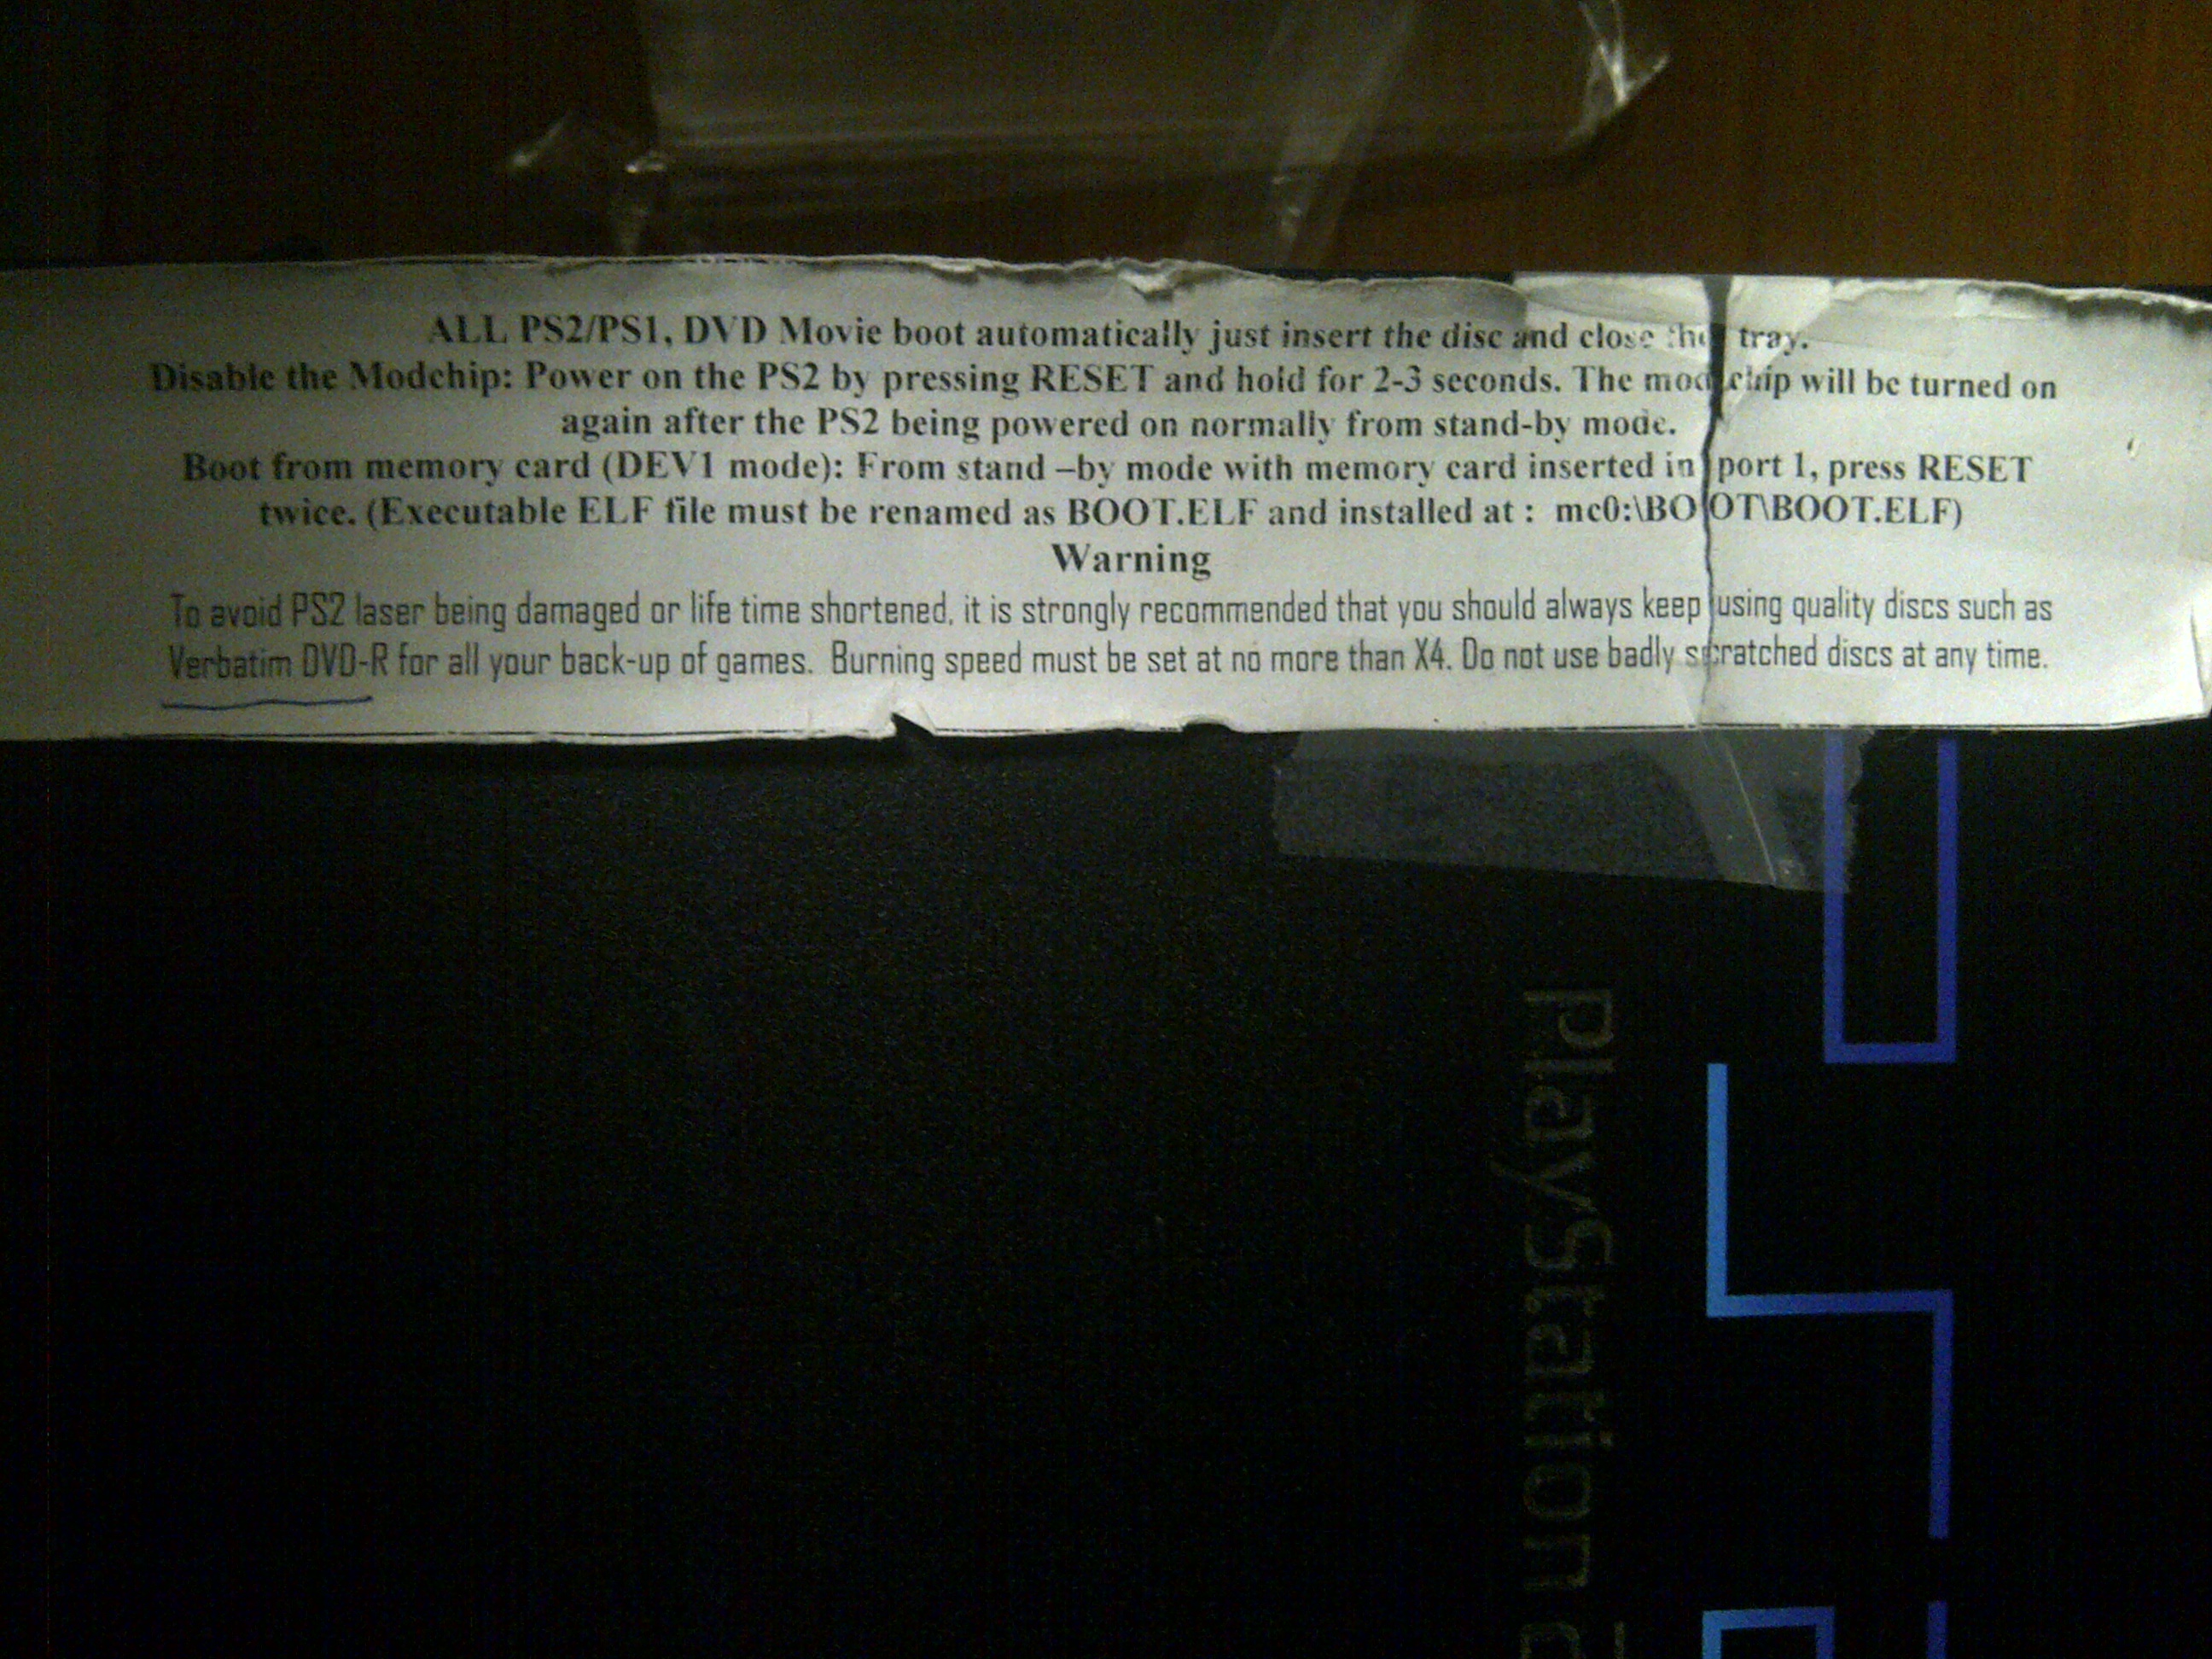 ALL PS2/PS1, DVD Movie boot automatically just insert the disc and close the tray.
Disable the Modchip: Power on the PS2 by pressing RESET and hold for 2-3 seconds. The modchip will be turned on
again after the PS2 being powered on normally from stand-by mode.
Boot from memory card (DEV1 mode): From stand –by mode with memory card inserted in port 1, press RESET
twice. (Executable ELF file must be renamed as BOOT.ELF and installed at : mc0:\BOOT\BOOT.ELF)
Warning
To avoid PS2 laser being damaged or life time shortened, it is strongly recommended that you should always keep using quality discs such as
Verbatim DVD-R for all your back-up of games. Burning speed must be set at no more than X4. Do not use badly scratched discs at any time.
PlayStation 2